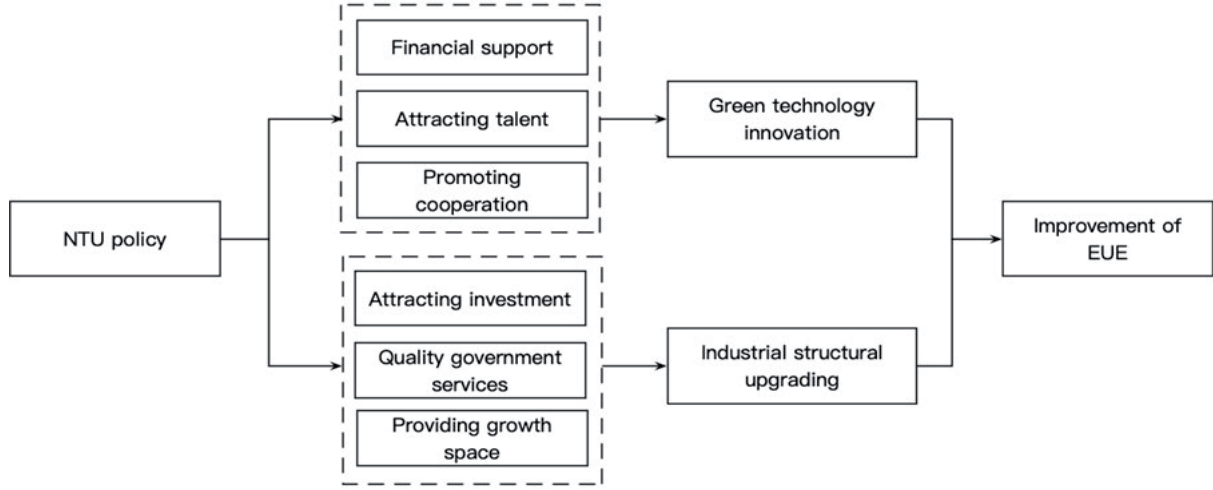 Financial support
Attracting talent
Promoting
cooperation
Green technology
innovation
NTU policy
Attracting investment
Quality government
services
Providing growth
space
Industrial structural
upgrading
Improvement of
EUE